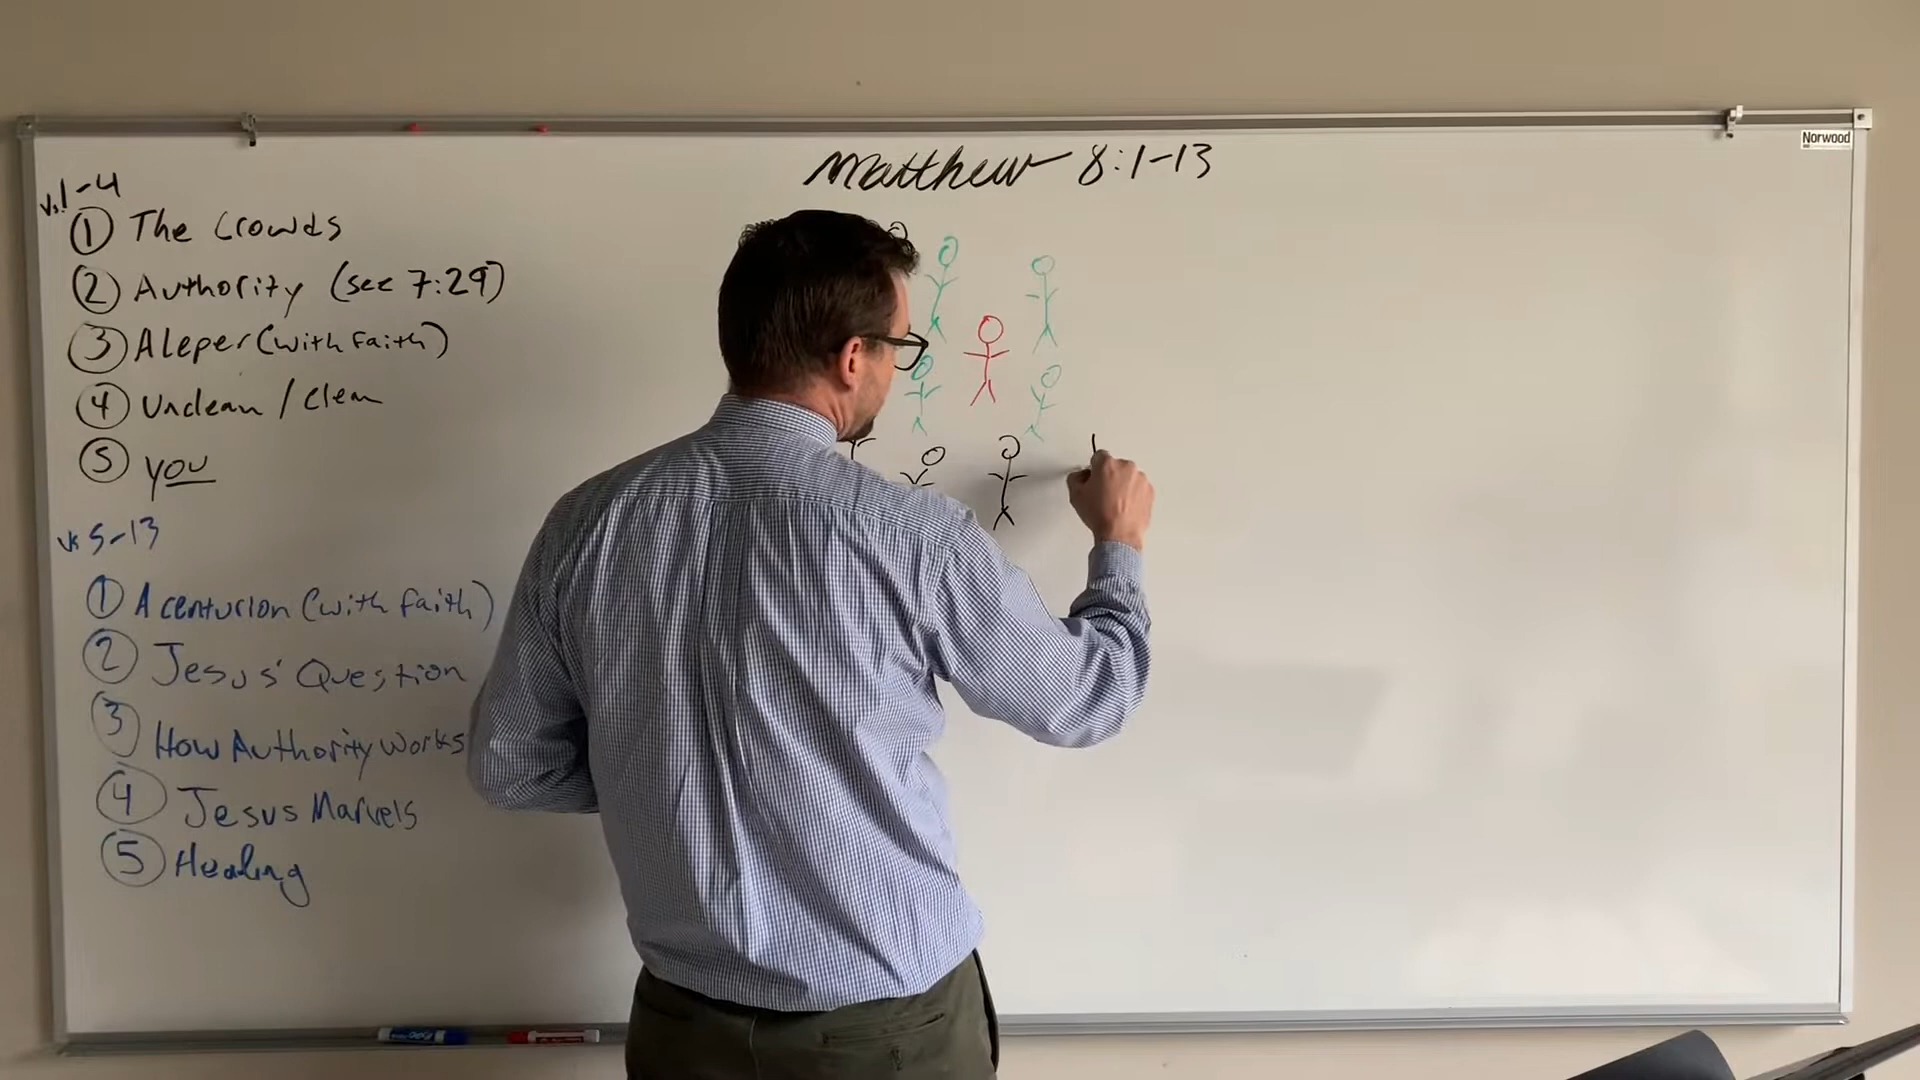 Matthew 8:1-13
Norwood
vs.1-4
1 The Crowds
2 Authority (see 7:29)
3 A leper (with faith)
4 Unclean / Clean
5 you
vs 5-13
1 A centurion (with faith)
2 Jesus' Question
3 How Authority Works
4 Jesus Marvels
5 Healing